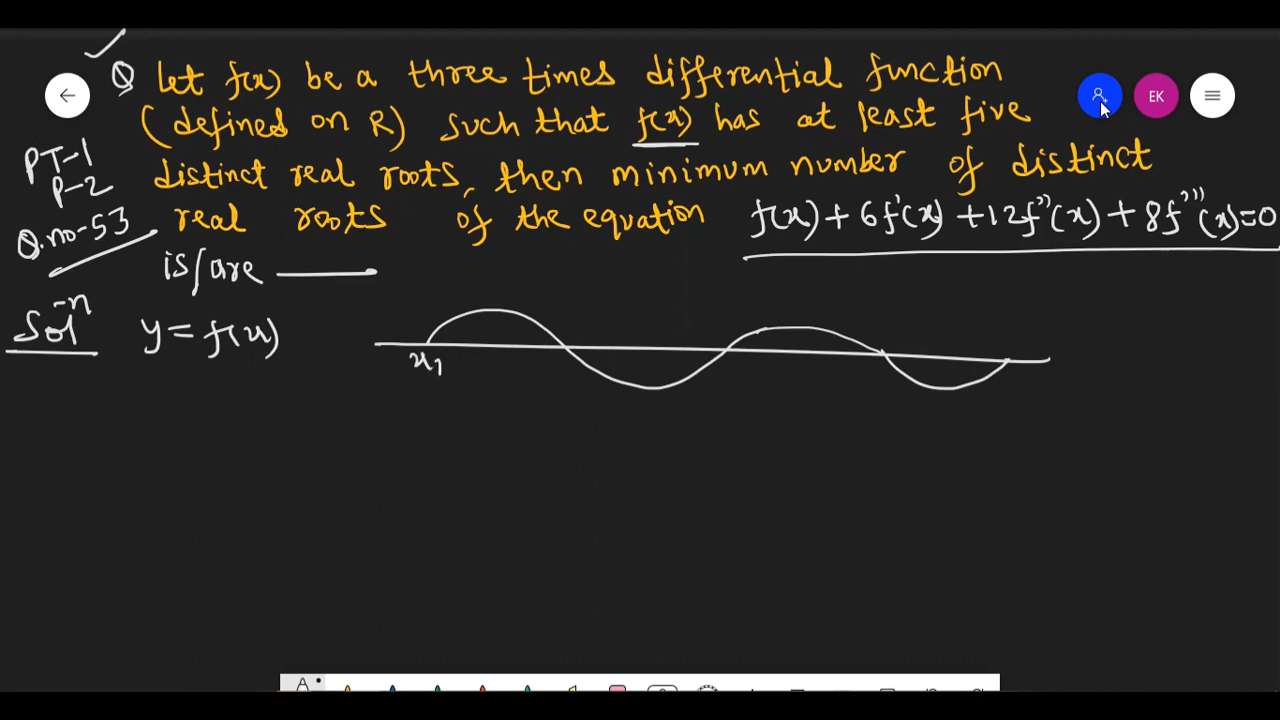 Q let f(x) be a three times differential function
(defined on R) such that f(x) has at least five
PT-1
P-2
distinct real roots, then minimum number of distinct
Q.no-53
real roots of the equation f(x) + 6f'(x) + 12f''(x) + 8f'''(x)=0
is/are ______
Sol-n y = f(x)
x1
EK
A